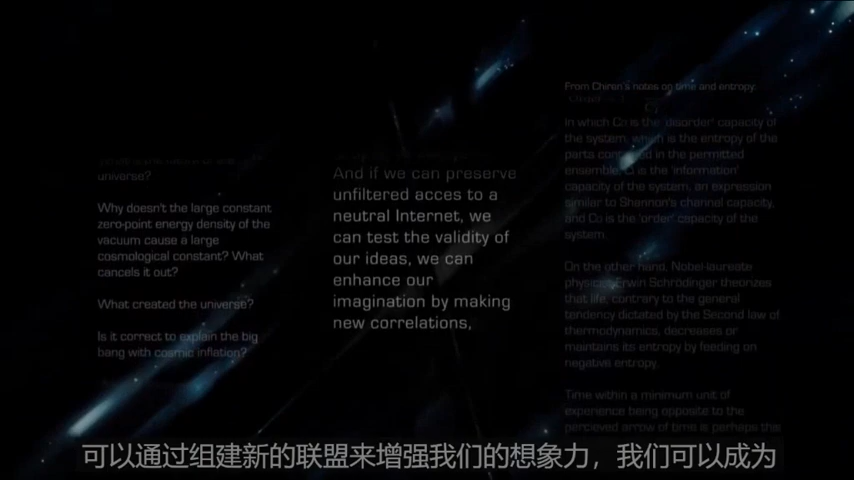 universe?
Why doesn't the large constant
zero-point energy density of the
vacuum cause a large
cosmological constant? What
cancels it out?
What created the universe?
Is it correct to explain the big
bang with cosmic inflation?
And if we can preserve
unfiltered acces to a
neutral Internet, we
can test the validity of
our ideas, we can
enhance our
imagination by making
new correlations,
From Chiren's notes on time and entropy:
In which CD is the 'disorder' capacity of
the system, which is the entropy of the
parts contained in the permitted
ensemble, CI is the 'information'
capacity of the system, an expression
similar to Shannon's channel capacity,
and CO is the 'order' capacity of the
system.
On the other hand, Nobel-laureate
physicist Erwin Schrödinger theorizes
that life, contrary to the general
tendency dictated by the Second law of
thermodynamics, decreases or
maintains its entropy by feeding on
negative entropy.
Time within a minimum unit of
experience being opposite to the
perceived arrow of time is perhaps the
可以通过组建新的联盟来增强我们的想象力，我们可以成为